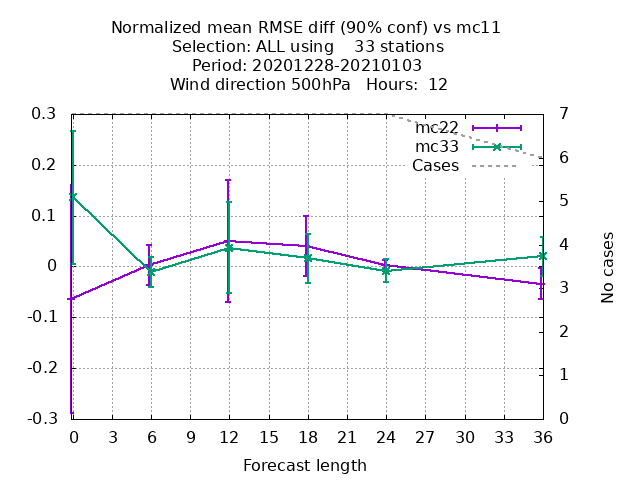 Normalized mean RMSE diff (90% conf) vs mc11
Selection: ALL using    33 stations
Period: 20201228-20210103
Wind direction 500hPa   Hours:  12
0.3
0.2
0.1
0
-0.1
-0.2
-0.3
7
6
5
4
3
2
1
0
mc22
mc33
Cases
No cases
0 3 6 9 12 15 18 21 24 27 30 33 36
Forecast length